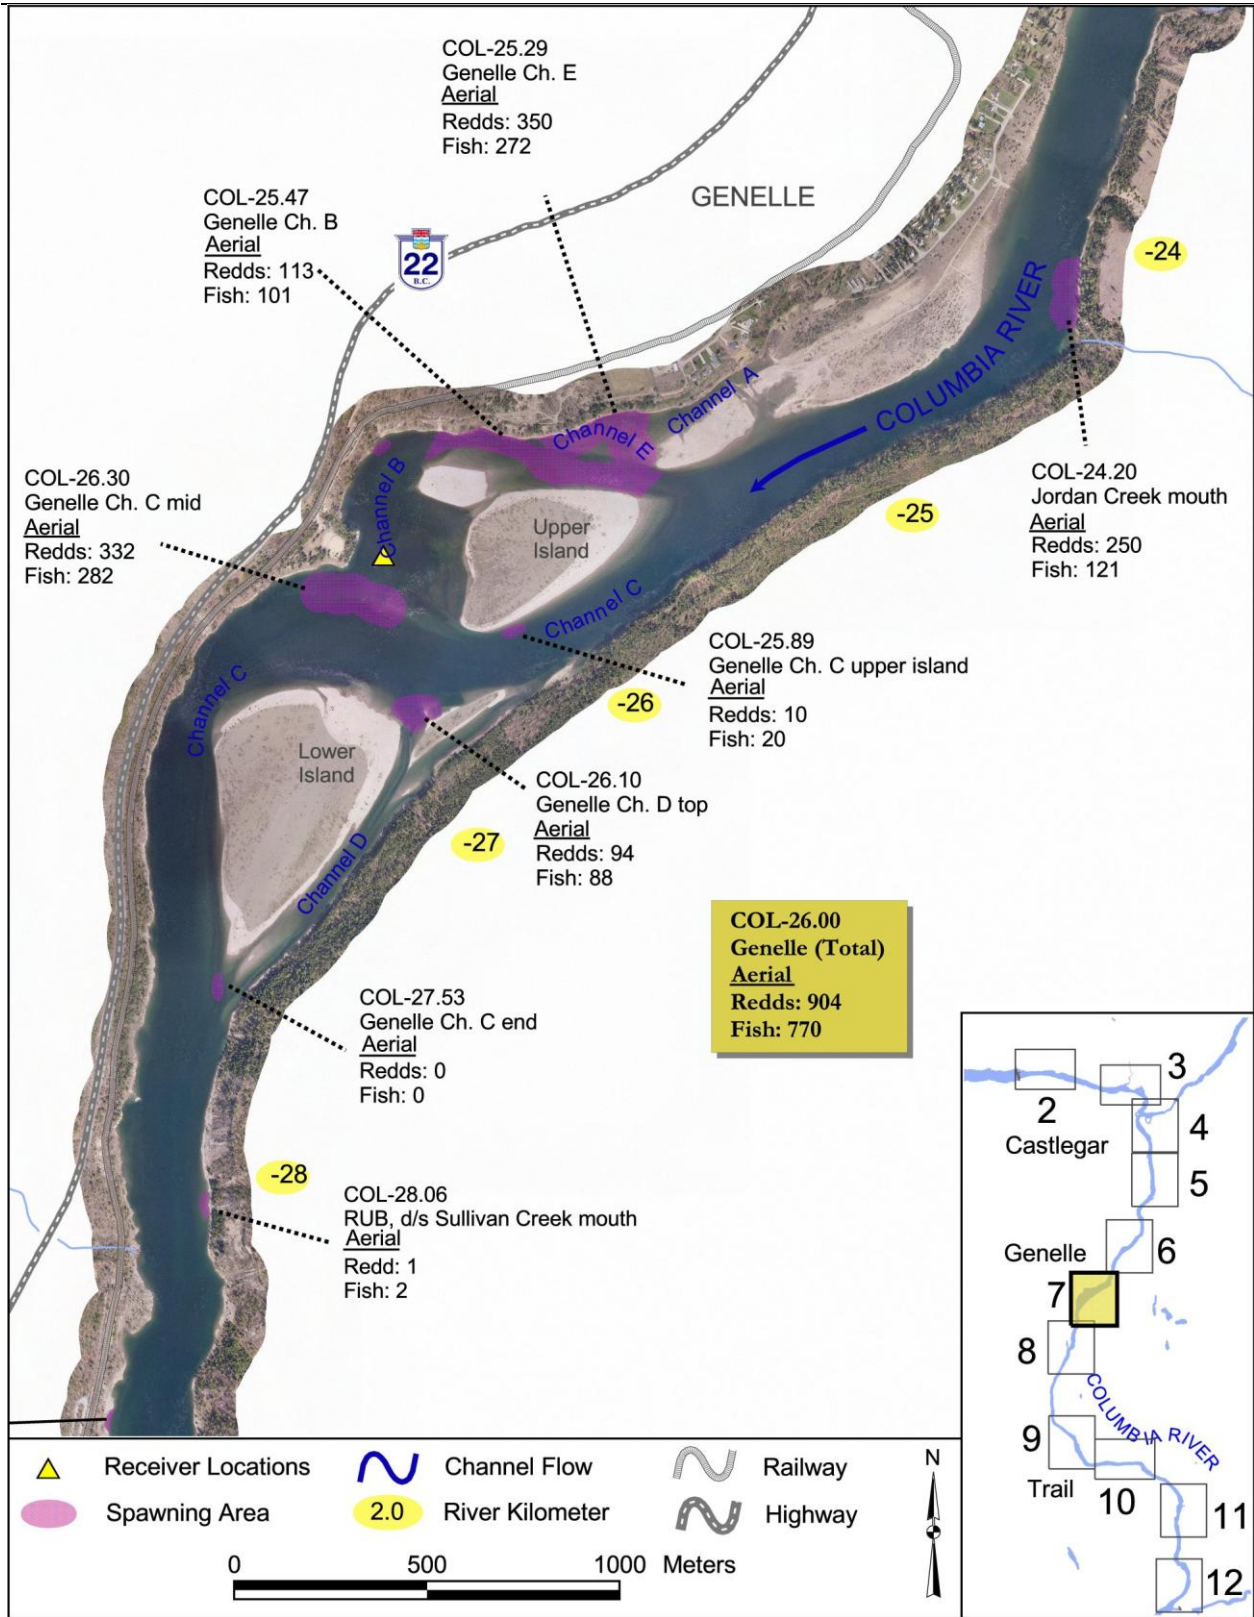 COL-25.29
Genelle Ch. E
Aerial
Redds: 350
Fish: 272
COL-25.47
Genelle Ch. B
Aerial
Redds: 113
Fish: 101
22
B.C.
GENELLE
-24
COLUMBIA RIVER
Channel A
Channel E
Channel B
COL-26.30
Genelle Ch. C mid
Aerial
Redds: 332
Fish: 282
Upper
Island
-25
COL-24.20
Jordan Creek mouth
Aerial
Redds: 250
Fish: 121
Channel C
COL-25.89
Genelle Ch. C upper island
Aerial
Redds: 10
Fish: 20
-26
Channel C
Lower
Island
COL-26.10
Genelle Ch. D top
Aerial
Redds: 94
Fish: 88
-27
Channel D
COL-26.00
Genelle (Total)
Aerial
Redds: 904
Fish: 770
COL-27.53
Genelle Ch. C end
Aerial
Redds: 0
Fish: 0
-28
COL-28.06
RUB, d/s Sullivan Creek mouth
Aerial
Redd: 1
Fish: 2
2
3
Castlegar
4
5
6
Genelle
7
8
COLUMBIA RIVER
9
Trail
10
11
12
Receiver Locations
Channel Flow
Railway
Spawning Area
2.0
River Kilometer
Highway
N
0
500
1000
Meters